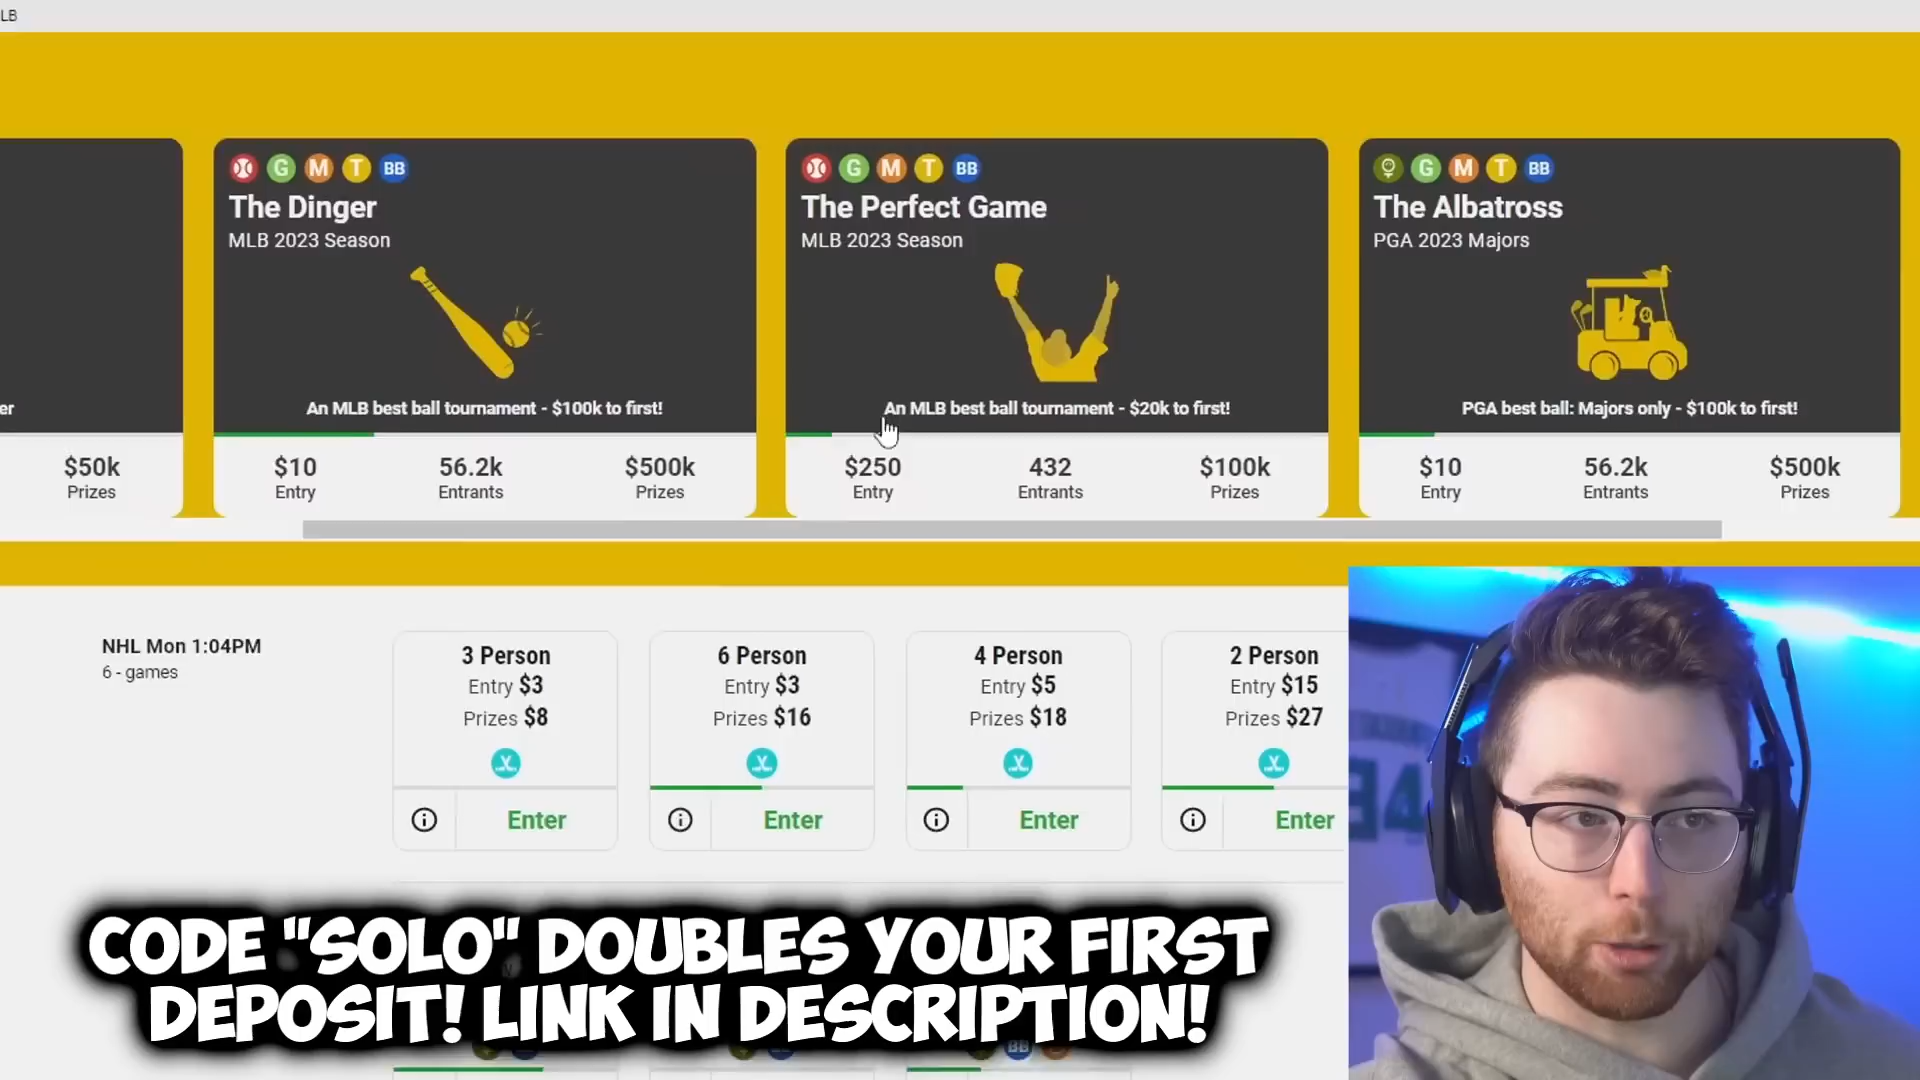 LB
G M T BB
The Dinger
MLB 2023 Season
An MLB best ball tournament - $100k to first!
$10 56.2k $500k
Entry Entrants Prizes
G M T BB
The Perfect Game
MLB 2023 Season
An MLB best ball tournament - $20k to first!
$250 432 $100k
Entry Entrants Prizes
G M T BB
The Albatross
PGA 2023 Majors
PGA best ball: Majors only - $100k to first!
$10 56.2k $500k
Entry Entrants Prizes
er
$50k
Prizes
NHL Mon 1:04PM
6 - games
3 Person
Entry $3
Prizes $8
Enter
6 Person
Entry $3
Prizes $16
Enter
4 Person
Entry $5
Prizes $18
Enter
2 Person
Entry $15
Prizes $27
Enter
CODE "SOLO" DOUBLES YOUR FIRST
DEPOSIT! LINK IN DESCRIPTION!
BB